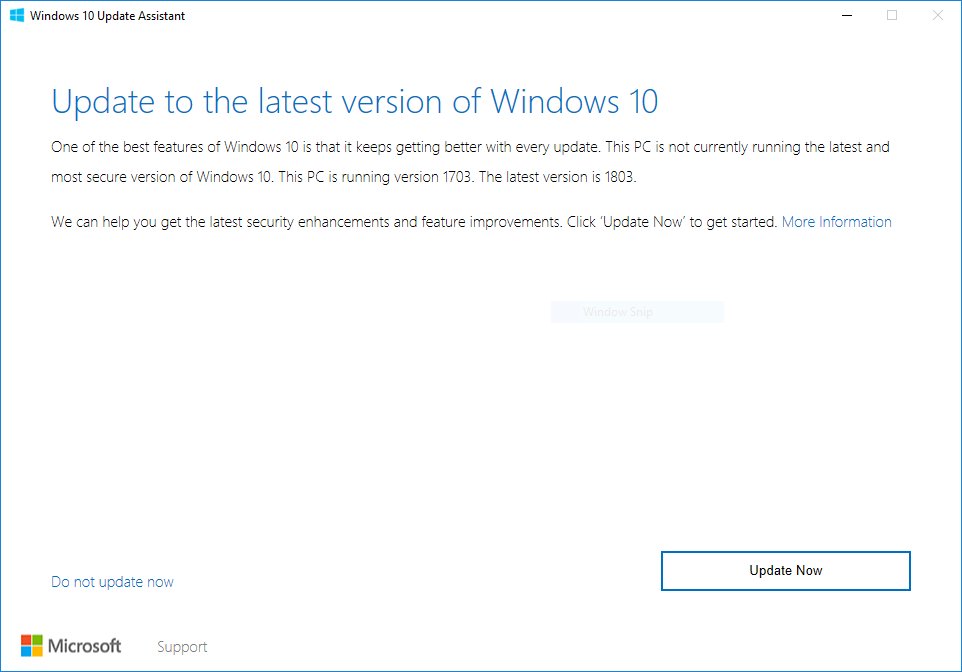 Windows 10 Update Assistant
Update to the latest version of Windows 10
One of the best features of Windows 10 is that it keeps getting better with every update. This PC is not currently running the latest and
most secure version of Windows 10. This PC is running version 1703. The latest version is 1803.
We can help you get the latest security enhancements and feature improvements. Click ‘Update Now’ to get started. More Information
Window Snip
Do not update now
Update Now
Microsoft
Support